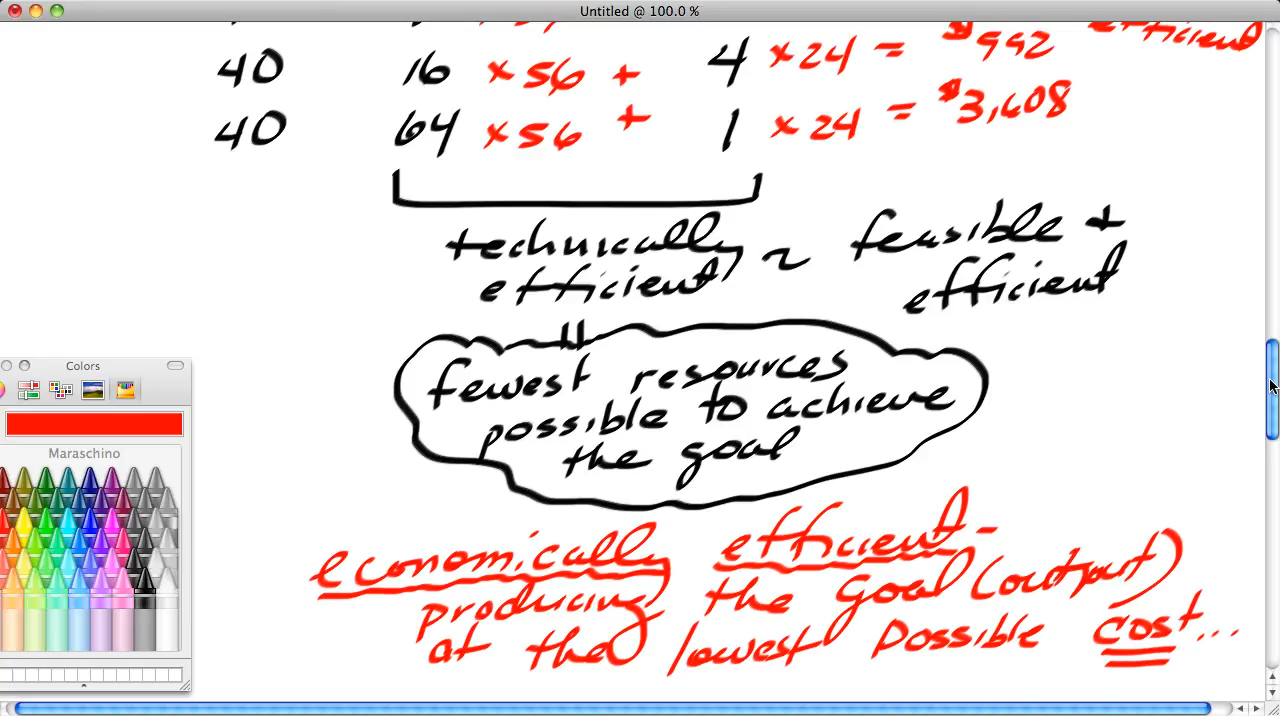 Untitled @ 100.0 %
efficient
40 16 × 56 + 4 × 24 = $992
40 64 × 56 + 1 × 24 = $3,608
technically ~ feasible +
efficient efficient
fewest resources
possible to achieve
the goal
Colors
Maraschino
economically efficient -
producing the goal (output)
at the lowest possible cost...